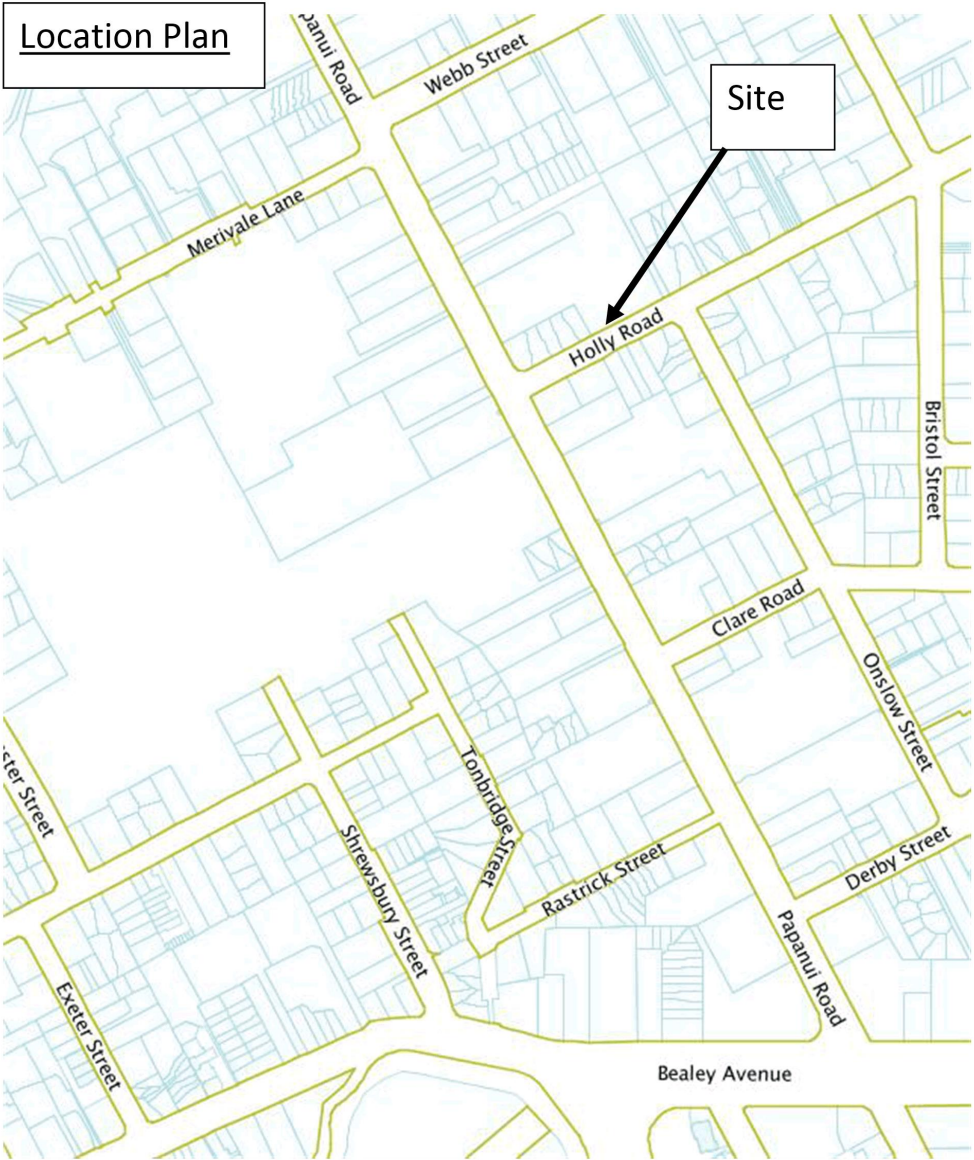 Location Plan
Papanui Road
Webb Street
Site
Merivale Lane
Holly Road
Bristol Street
Clare Road
Onslow Street
Tonbridge Street
Shrewsbury Street
Rastrick Street
Derby Street
Papanui Road
Exeter Street
Bealey Avenue